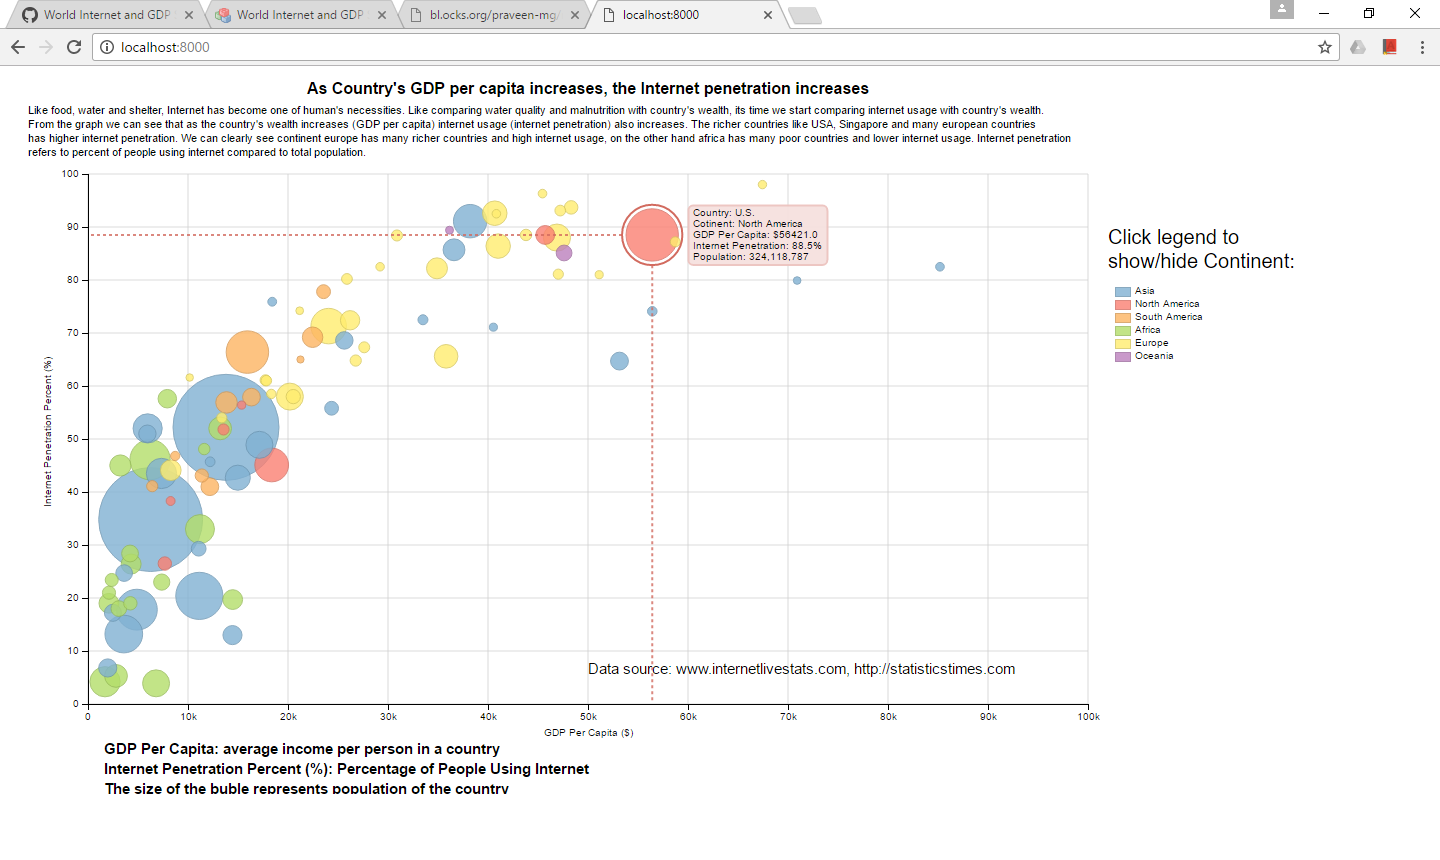 World Internet and GDP
World Internet and GDP
bl.ocks.org/praveen-mg/
localhost:8000
localhost:8000
As Country's GDP per capita increases, the Internet penetration increases
Like food, water and shelter, Internet has become one of human's necessities. Like comparing water quality and malnutrition with country's wealth, its time we start comparing internet usage with country's wealth.
From the graph we can see that as the country's wealth increases (GDP per capita) internet usage (internet penetration) also increases. The richer countries like USA, Singapore and many european countries
has higher internet penetration. We can clearly see continent europe has many richer countries and high internet usage, on the other hand africa has many poor countries and lower internet usage. Internet penetration
refers to percent of people using internet compared to total population.
100
90
80
70
60
50
40
30
20
10
0
Internet Penetration Percent (%)
Country: U.S.
Cotinent: North America
GDP Per Capita: $56421.0
Internet Penetration: 88.5%
Population: 324,118,787
Click legend to
show/hide Continent:
Asia
North America
South America
Africa
Europe
Oceania
Data source: www.internetlivestats.com, http://statisticstimes.com
0 10k 20k 30k 40k 50k 60k 70k 80k 90k 100k
GDP Per Capita ($)
GDP Per Capita: average income per person in a country
Internet Penetration Percent (%): Percentage of People Using Internet
The size of the buble represents population of the country